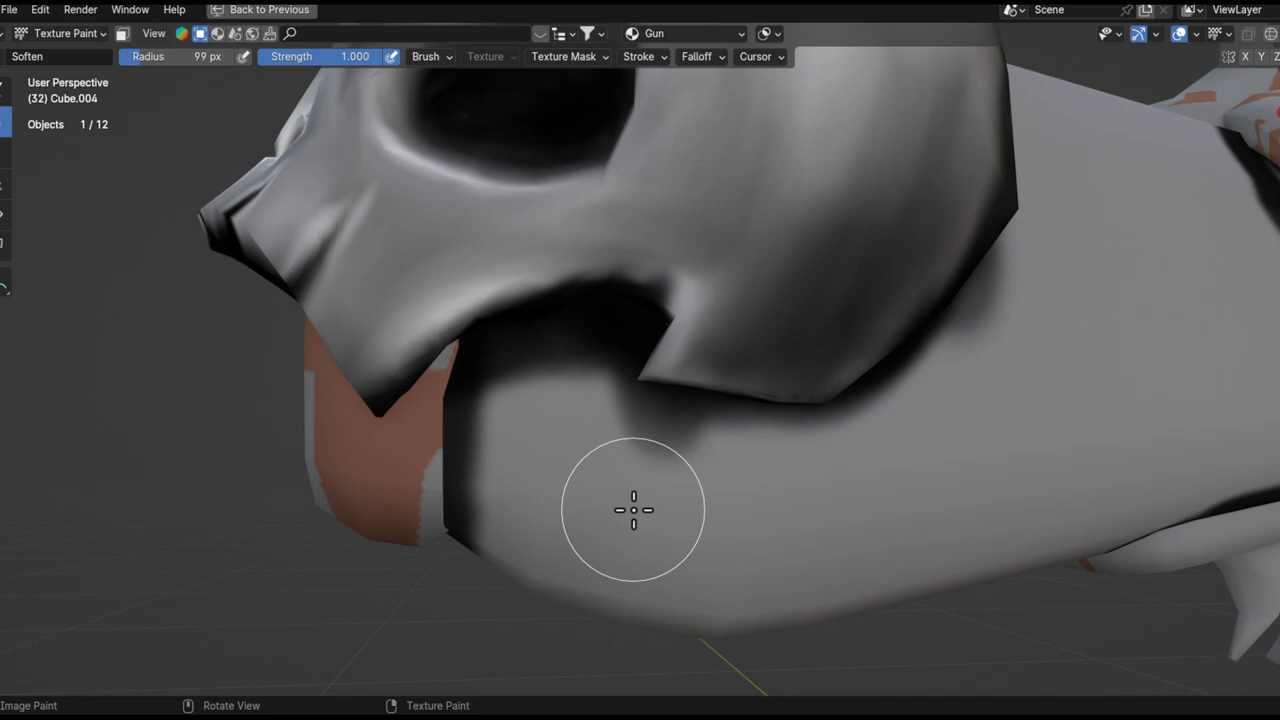 File Edit Render Window Help Back to Previous Scene ViewLayer
Texture Paint View Gun
Soften Radius 99 px Strength 1.000 Brush Texture Texture Mask Stroke Falloff Cursor X Y Z
User Perspective
(32) Cube.004
Objects 1 / 12
Image Paint Rotate View Texture Paint